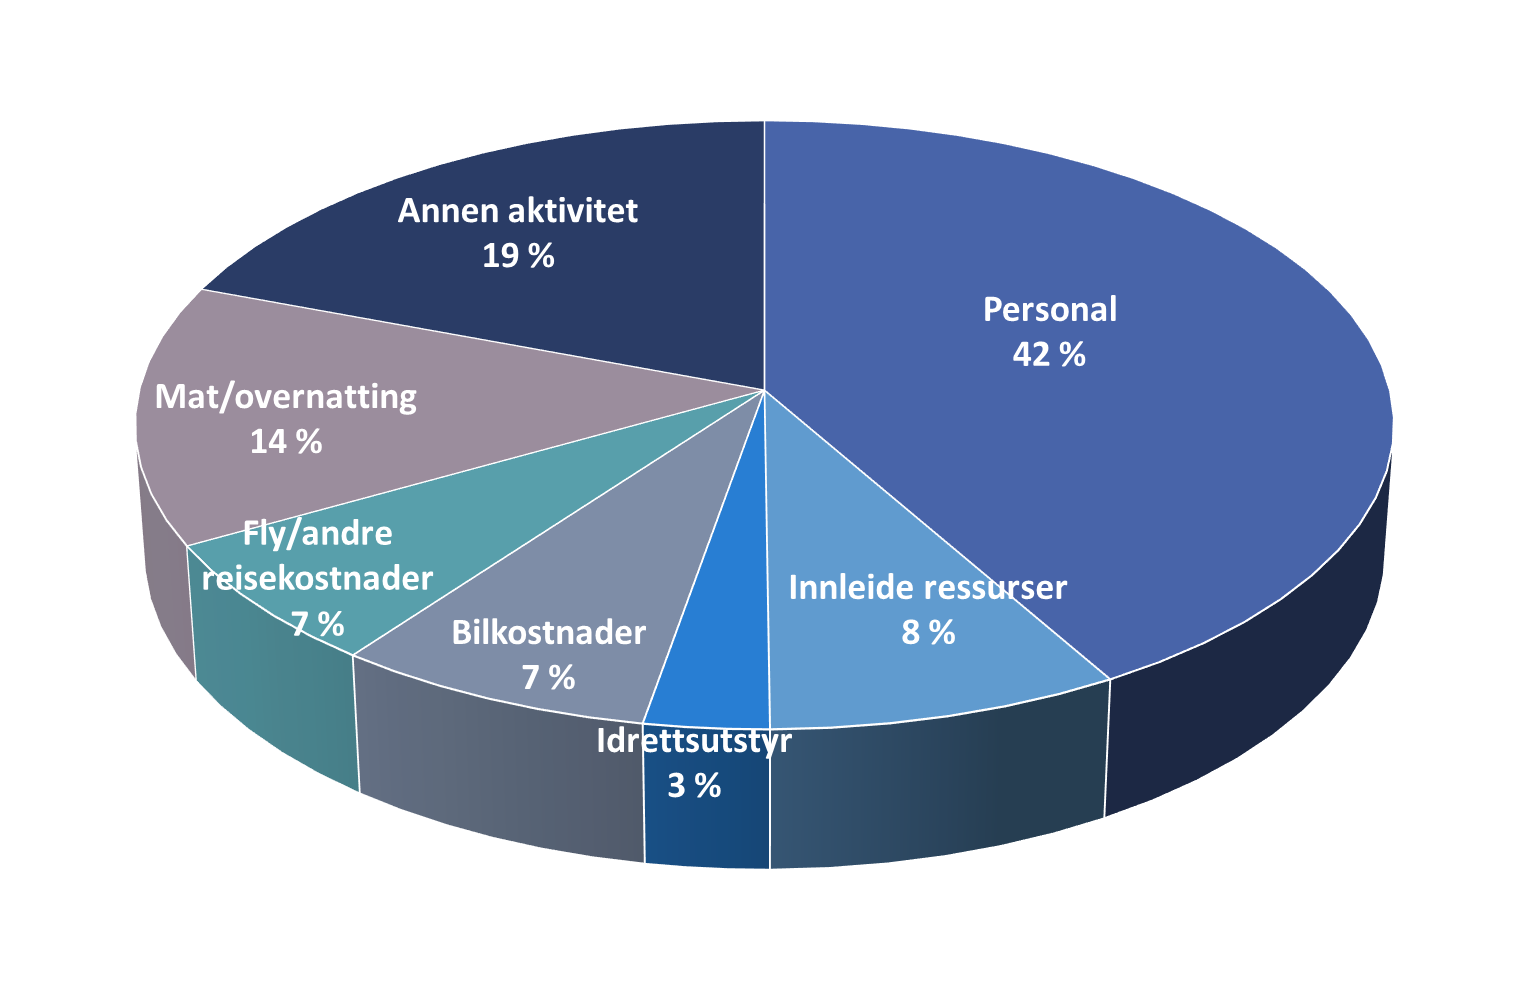 Annen aktivitet
19 %
Personal
42 %
Mat/overnatting
14 %
Fly/andre
reisekostnader
7 %
Bilkostnader
7 %
Innleide ressurser
8 %
Idrettsutstyr
3 %